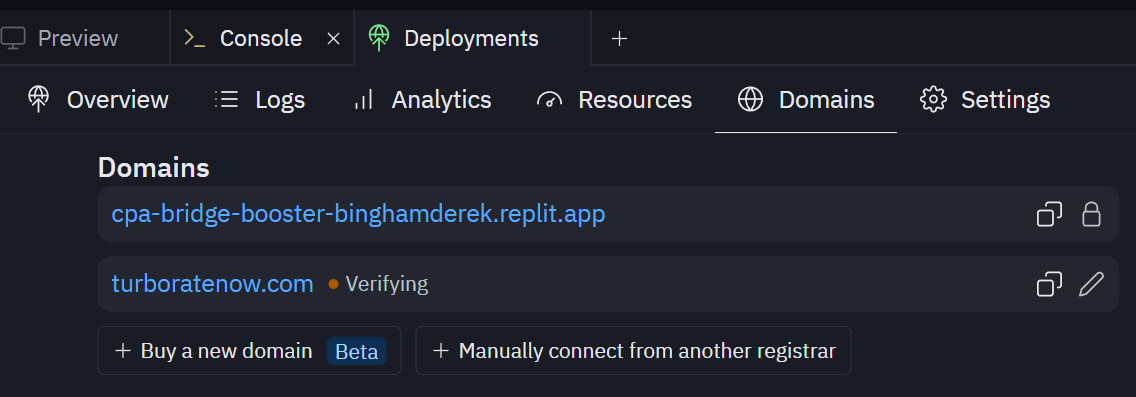 Preview Console Deployments
Overview Logs Analytics Resources Domains Settings
Domains
cpa-bridge-booster-binghamderek.replit.app
turboratenow.com Verifying
+ Buy a new domain Beta + Manually connect from another registrar